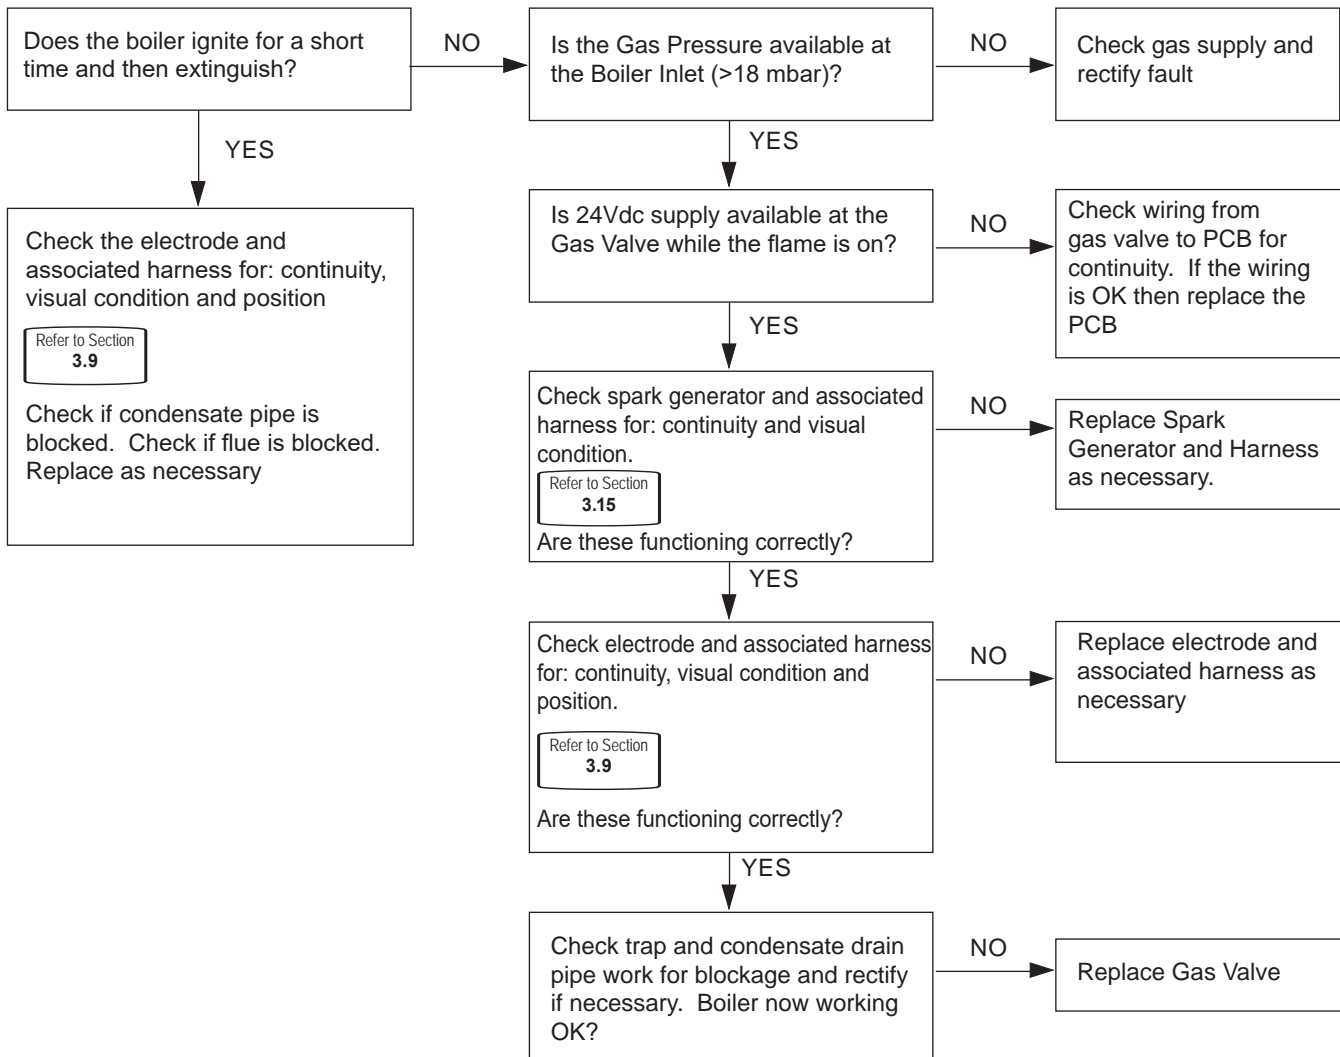 Does the boiler ignite for a short
time and then extinguish?
NO
Is the Gas Pressure available at
the Boiler Inlet (>18 mbar)?
NO
Check gas supply and
rectify fault
YES
YES
Check the electrode and
associated harness for: continuity,
visual condition and position
Refer to Section
3.9
Check if condensate pipe is
blocked.  Check if flue is blocked.
Replace as necessary
Is 24Vdc supply available at the
Gas Valve while the flame is on?
NO
Check wiring from
gas valve to PCB for
continuity.  If the wiring
is OK then replace the
PCB
YES
Check spark generator and associated
harness for: continuity and visual
condition.
Refer to Section
3.15
Are these functioning correctly?
NO
Replace Spark
Generator and Harness
as necessary.
YES
Check electrode and associated harness
for: continuity, visual condition and
position.
Refer to Section
3.9
Are these functioning correctly?
NO
Replace electrode and
associated harness as
necessary
YES
Check trap and condensate drain
pipe work for blockage and rectify
if necessary.  Boiler now working
OK?
NO
Replace Gas Valve